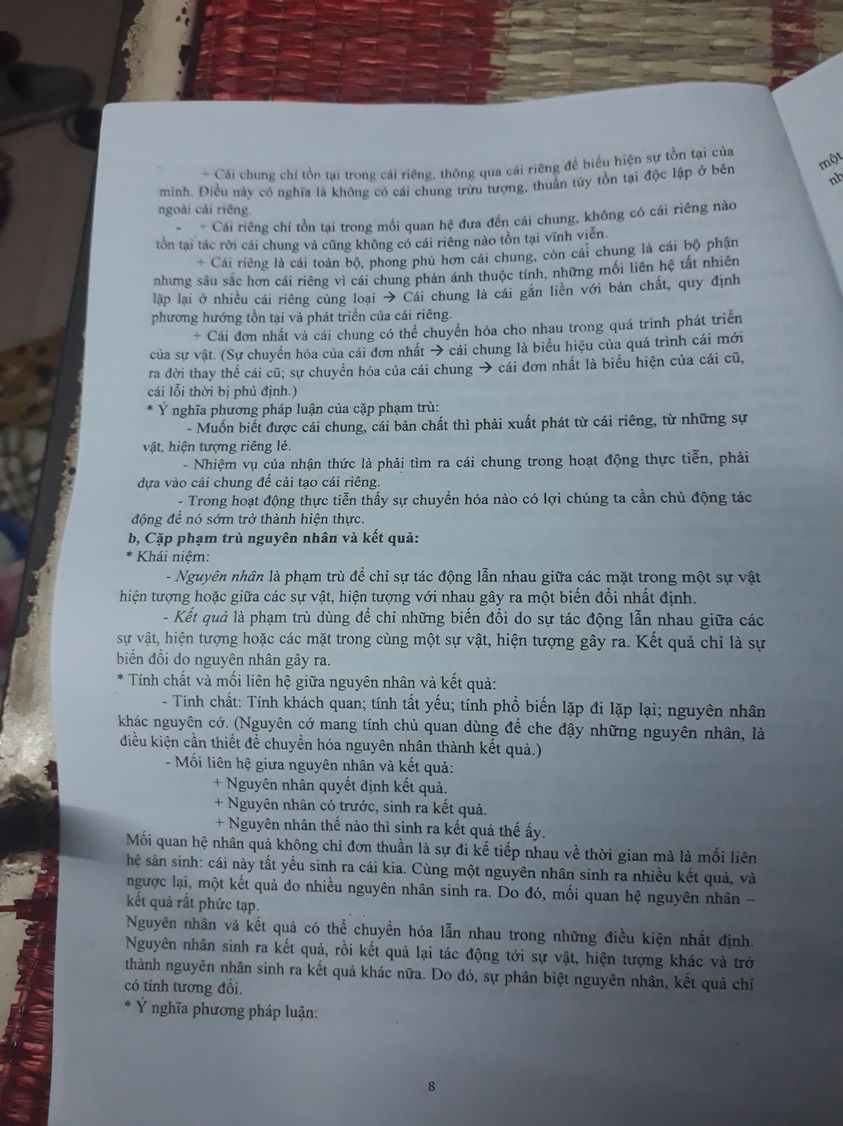 + Cái chung chỉ tồn tại trong cái riêng, thông qua cái riêng để biểu hiện sự tồn tại của
mình. Điều này có nghĩa là không có cái chung trừu tượng, thuần túy tồn tại độc lập ở bên
ngoài cái riêng.
- + Cái riêng chỉ tồn tại trong mối quan hệ đưa đến cái chung, không có cái riêng nào
tồn tại tác rời cái chung và cũng không có cái riêng nào tồn tại vĩnh viễn.
+ Cái riêng là cái toàn bộ, phong phú hơn cái chung, còn cái chung là cái bộ phận
nhưng sâu sắc hơn cái riêng vì cái chung phản ánh thuộc tính, những mối liên hệ tất nhiên
lặp lại ở nhiều cái riêng cùng loại → Cái chung là cái gắn liền với bản chất, quy định
phương hướng tồn tại và phát triển của cái riêng.
+ Cái đơn nhất và cái chung có thể chuyển hóa cho nhau trong quá trình phát triển
của sự vật. (Sự chuyển hóa của cái đơn nhất → cái chung là biểu hiệu của quá trình cái mới
ra đời thay thế cái cũ; sự chuyển hóa của cái chung → cái đơn nhất là biểu hiện của cái cũ,
cái lỗi thời bị phủ định.)
* Ý nghĩa phương pháp luận của cặp phạm trù:
- Muốn biết được cái chung, cái bản chất thì phải xuất phát từ cái riêng, từ những sự
vật, hiện tượng riêng lẻ.
- Nhiệm vụ của nhận thức là phải tìm ra cái chung trong hoạt động thực tiễn, phải
dựa vào cái chung để cải tạo cái riêng.
- Trong hoạt động thực tiễn thấy sự chuyển hóa nào có lợi chúng ta cần chủ động tác
động để nó sớm trở thành hiện thực.
b, Cặp phạm trù nguyên nhân và kết quả:
* Khái niệm:
- Nguyên nhân là phạm trù để chỉ sự tác động lẫn nhau giữa các mặt trong một sự vật
hiện tượng hoặc giữa các sự vật, hiện tượng với nhau gây ra một biến đổi nhất định.
- Kết quả là phạm trù dùng để chỉ những biến đổi do sự tác động lẫn nhau giữa các
sự vật, hiện tượng hoặc các mặt trong cùng một sự vật, hiện tượng gây ra. Kết quả chỉ là sự
biến đổi do nguyên nhân gây ra.
* Tính chất và mối liên hệ giữa nguyên nhân và kết quả:
- Tính chất: Tính khách quan; tính tất yếu; tính phổ biến lặp đi lặp lại; nguyên nhân
khác nguyên cớ. (Nguyên cớ mang tính chủ quan dùng để che đậy những nguyên nhân, là
điều kiện cần thiết để chuyển hóa nguyên nhân thành kết quả.)
- Mối liên hệ giưa nguyên nhân và kết quả:
+ Nguyên nhân quyết định kết quả.
+ Nguyên nhân có trước, sinh ra kết quả.
+ Nguyên nhân thế nào thì sinh ra kết quả thế ấy.
Mối quan hệ nhân quả không chỉ đơn thuần là sự đi kế tiếp nhau về thời gian mà là mối liên
hệ sản sinh: cái này tất yếu sinh ra cái kia. Cùng một nguyên nhân sinh ra nhiều kết quả, và
ngược lại, một kết quả do nhiều nguyên nhân sinh ra. Do đó, mối quan hệ nguyên nhân –
kết quả rất phức tạp.
Nguyên nhân và kết quả có thể chuyển hóa lẫn nhau trong những điều kiện nhất định.
Nguyên nhân sinh ra kết quả, rồi kết quả lại tác động tới sự vật, hiện tượng khác và trở
thành nguyên nhân sinh ra kết quả khác nữa. Do đó, sự phân biệt nguyên nhân, kết quả chỉ
có tính tương đối.
* Ý nghĩa phương pháp luận:
8
một